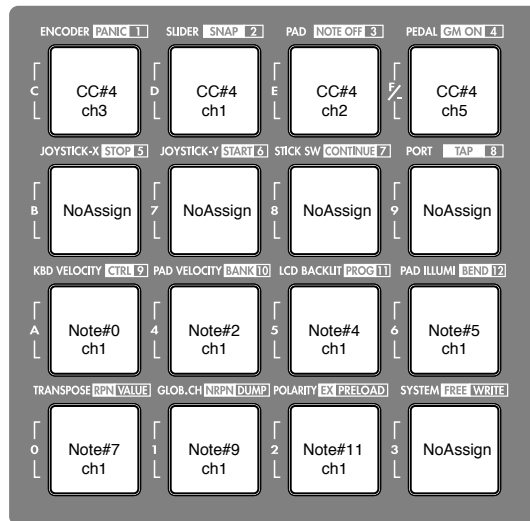 ENCODER PANIC 1 SLIDER SNAP 2 PAD NOTE OFF 3 PEDAL GM ON 4
C CC#4 D CC#4 E CC#4 F/- CC#4
ch3 ch1 ch2 ch5
JOYSTICK-X STOP 5 JOYSTICK-Y START 6 STICK SW CONTINUE 7 PORT TAP 8
B NoAssign 7 NoAssign 8 NoAssign 9 NoAssign
KBD VELOCITY CTRL 9 PAD VELOCITY BANK 10 LCD BACKLIT PROG 11 PAD ILLUMI BEND 12
A Note#0 4 Note#2 5 Note#4 6 Note#5
ch1 ch1 ch1 ch1
TRANSPOSE RPN VALUE GLOB.CH NRPN DUMP POLARITY EX PRELOAD SYSTEM FREE WRITE
0 Note#7 1 Note#9 2 Note#11 3 NoAssign
ch1 ch1 ch1